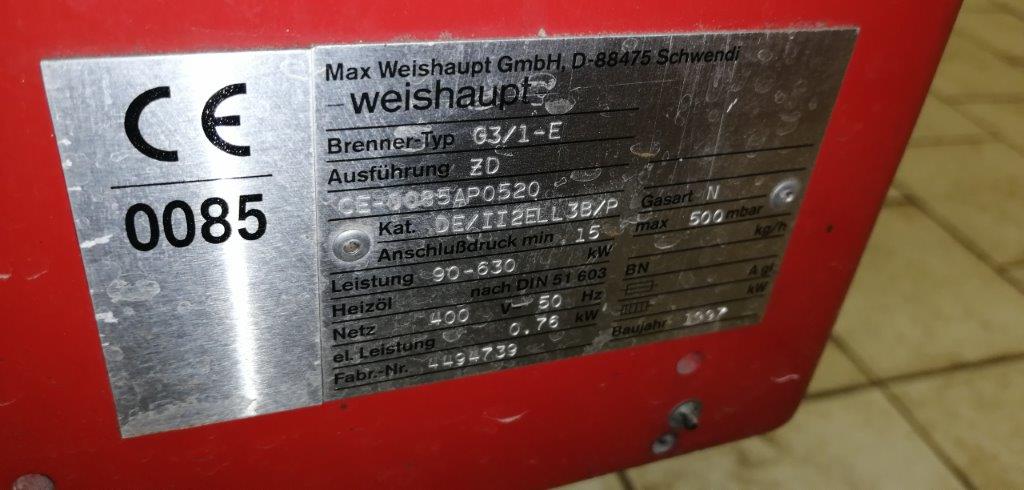 CE
0085
Max Weishaupt GmbH, D-88475 Schwendi
–weishaupt–
Brenner-Typ G3/1-E
Ausführung ZD
CE-0085AP0520
Kat. DE/II2ELL3B/P Gasart N
Anschlußdruck min. 15 max 500 mbar
Leistung 90-630 kW kg/h
Heizöl nach DIN 51 603 BN
Netz 400 V– 50 Hz A gl
el. Leistung 0.76 kW kW
Fabr.-Nr. 4494739 Baujahr 1997